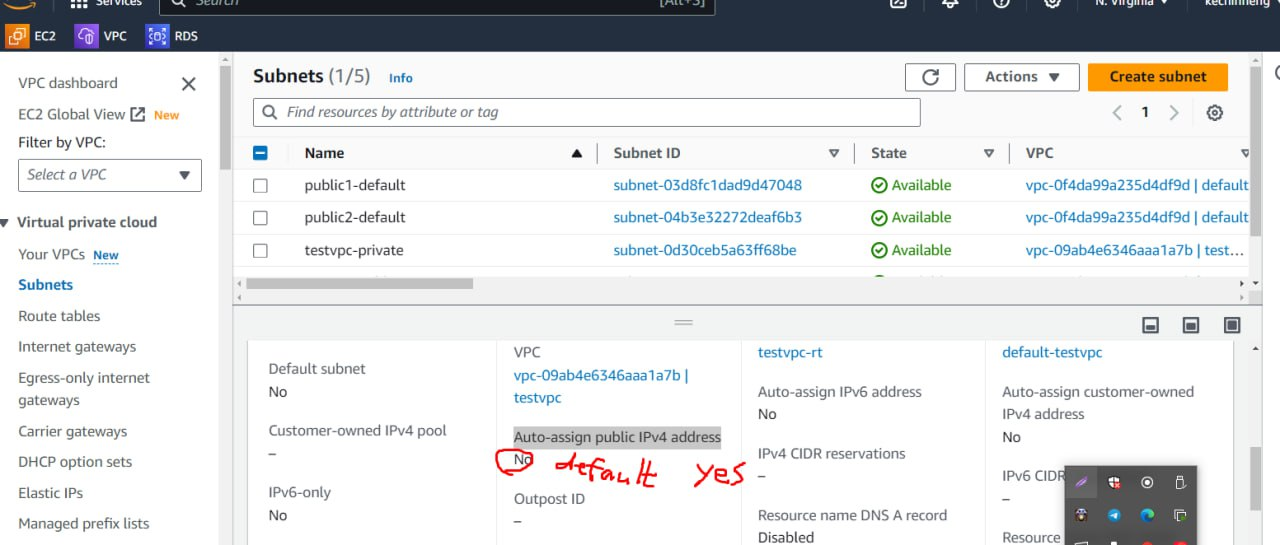 Services
Search
[Alt+S]
N. Virginia
kechinneng
EC2
VPC
RDS
VPC dashboard
EC2 Global View
New
Filter by VPC:
Select a VPC
Virtual private cloud
Your VPCs
New
Subnets
Route tables
Internet gateways
Egress-only internet
gateways
Carrier gateways
DHCP option sets
Elastic IPs
Managed prefix lists
Subnets (1/5)
Info
Actions
Create subnet
Find resources by attribute or tag
1
Name
Subnet ID
State
VPC
public1-default
subnet-03d8fc1dad9d47048
Available
vpc-0f4da99a235d4df9d | default
public2-default
subnet-04b3e32272deaf6b3
Available
vpc-0f4da99a235d4df9d | default
testvpc-private
subnet-0d30ceb5a63ff68be
Available
vpc-09ab4e6346aaa1a7b | test…
Default subnet
No
Customer-owned IPv4 pool
–
IPv6-only
No
VPC
vpc-09ab4e6346aaa1a7b |
testvpc
Auto-assign public IPv4 address
No
default yes
Outpost ID
–
testvpc-rt
Auto-assign IPv6 address
No
IPv4 CIDR reservations
–
Resource name DNS A record
Disabled
default-testvpc
Auto-assign customer-owned
IPv4 address
No
IPv6 CIDR
–
Resource